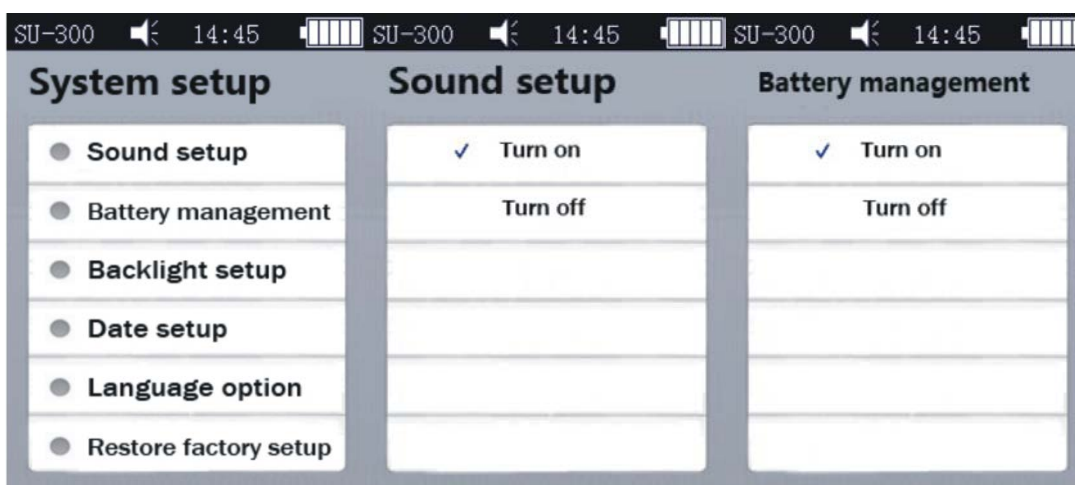 SU-300 14:45
System setup
Sound setup
Battery management
Backlight setup
Date setup
Language option
Restore factory setup
SU-300 14:45
Sound setup
Turn on
Turn off
SU-300 14:45
Battery management
Turn on
Turn off